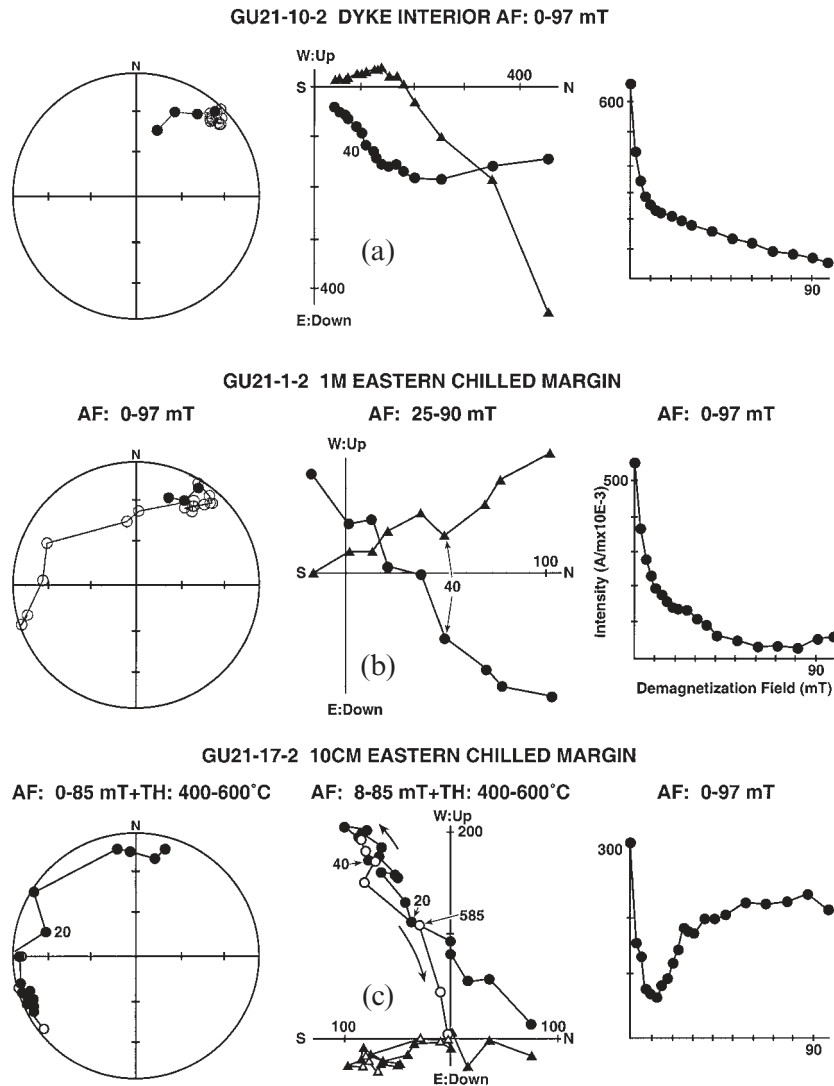 GU21-10-2 DYKE INTERIOR AF: 0-97 mT
N
W:Up
S
400
N
40
400
E:Down
(a)
600
90
GU21-1-2 1M EASTERN CHILLED MARGIN
AF: 0-97 mT
AF: 25-90 mT
AF: 0-97 mT
N
W:Up
S
100
N
40
E:Down
(b)
500
Intensity (A/mx10E-3)
90
Demagnetization Field (mT)
GU21-17-2 10CM EASTERN CHILLED MARGIN
AF: 0-85 mT+TH: 400-600˚C
AF: 8-85 mT+TH: 400-600˚C
AF: 0-97 mT
N
20
W:Up
200
40
20
585
(c)
S
100
100
N
E:Down
300
90